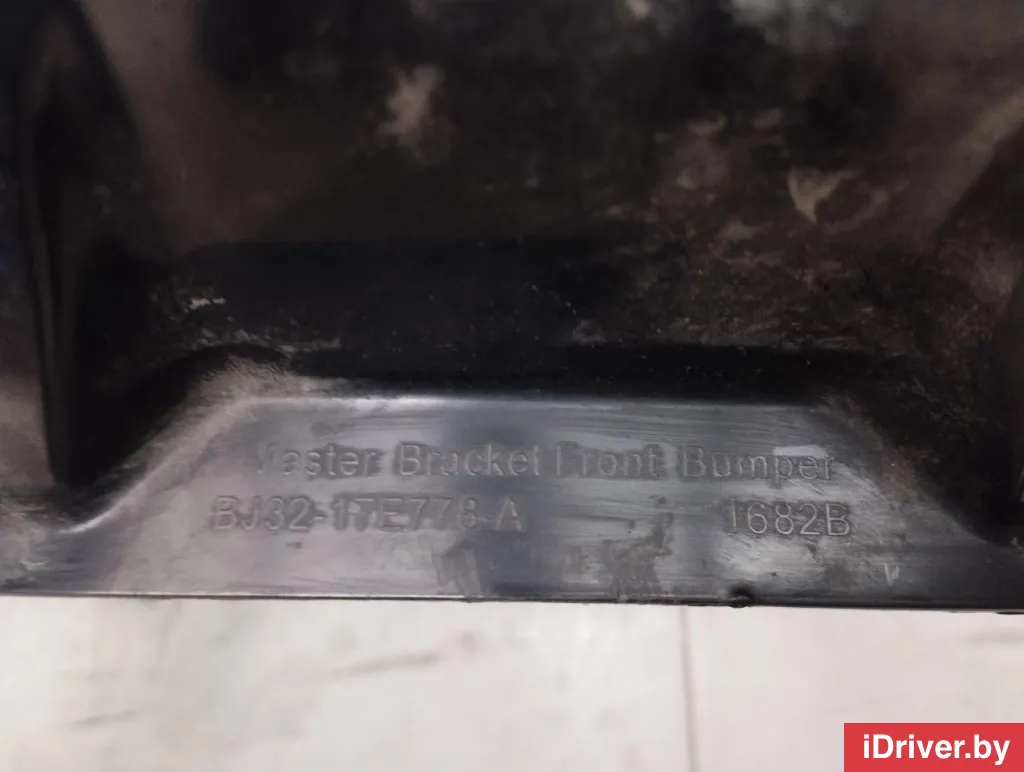 Master Bracket Front Bumper
BJ32-17E778-A 1682B
iDriver.by